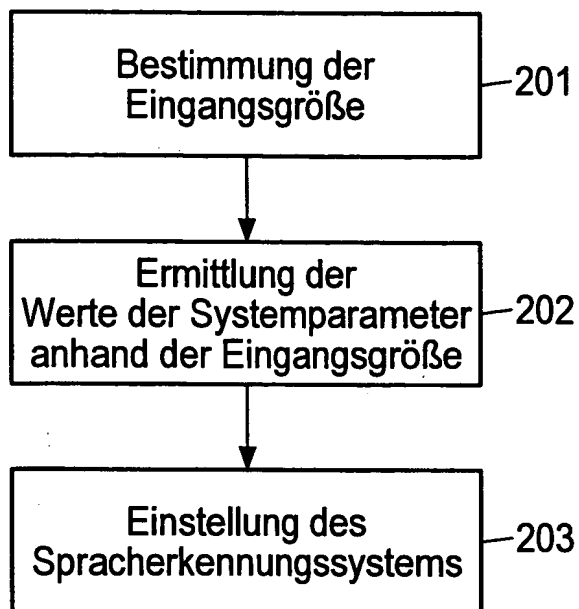 Bestimmung der
Eingangsgröße
201
Ermittlung der
Werte der Systemparameter
anhand der Eingangsgröße
202
Einstellung des
Spracherkennungssystems
203